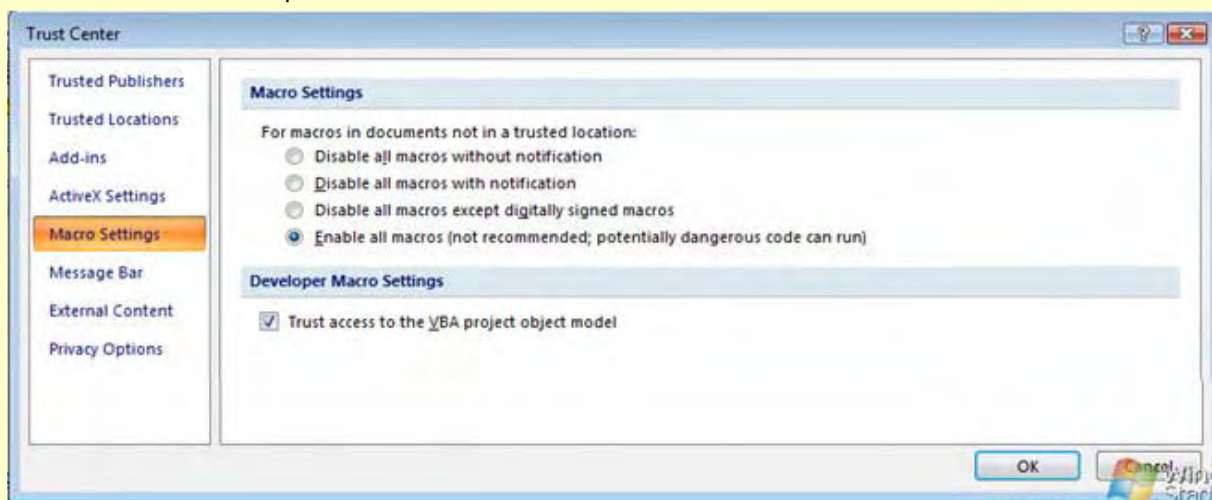 Trust Center
Trusted Publishers
Trusted Locations
Add-ins
ActiveX Settings
Macro Settings
Message Bar
External Content
Privacy Options
Macro Settings
For macros in documents not in a trusted location:
Disable all macros without notification
Disable all macros with notification
Disable all macros except digitally signed macros
Enable all macros (not recommended; potentially dangerous code can run)
Developer Macro Settings
Trust access to the VBA project object model
OK
Cancel